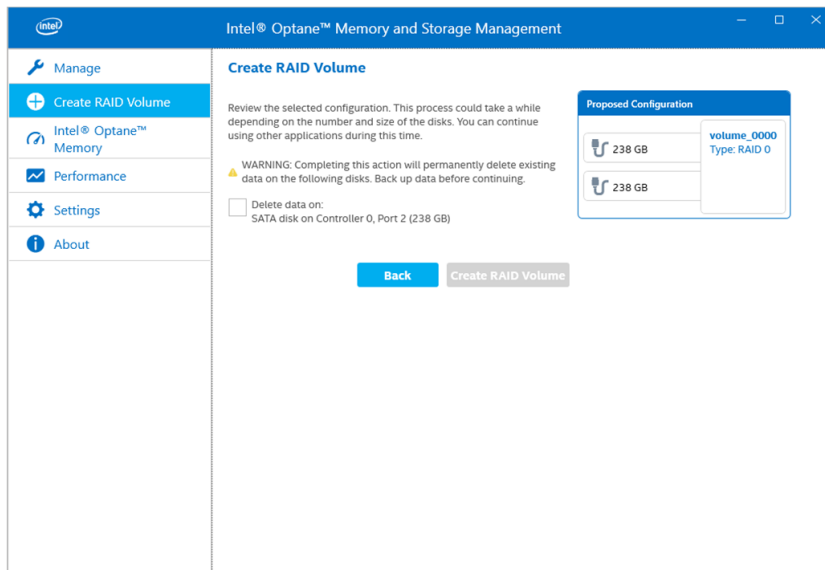 intel
Intel® Optane™ Memory and Storage Management
Manage
Create RAID Volume
Intel® Optane™
Memory
Performance
Settings
About
Create RAID Volume
Review the selected configuration. This process could take a while
depending on the number and size of the disks. You can continue
using other applications during this time.
WARNING: Completing this action will permanently delete existing
data on the following disks. Back up data before continuing.
Delete data on:
SATA disk on Controller 0, Port 2 (238 GB)
Back
Create RAID Volume
Proposed Configuration
238 GB
238 GB
volume_0000
Type: RAID 0